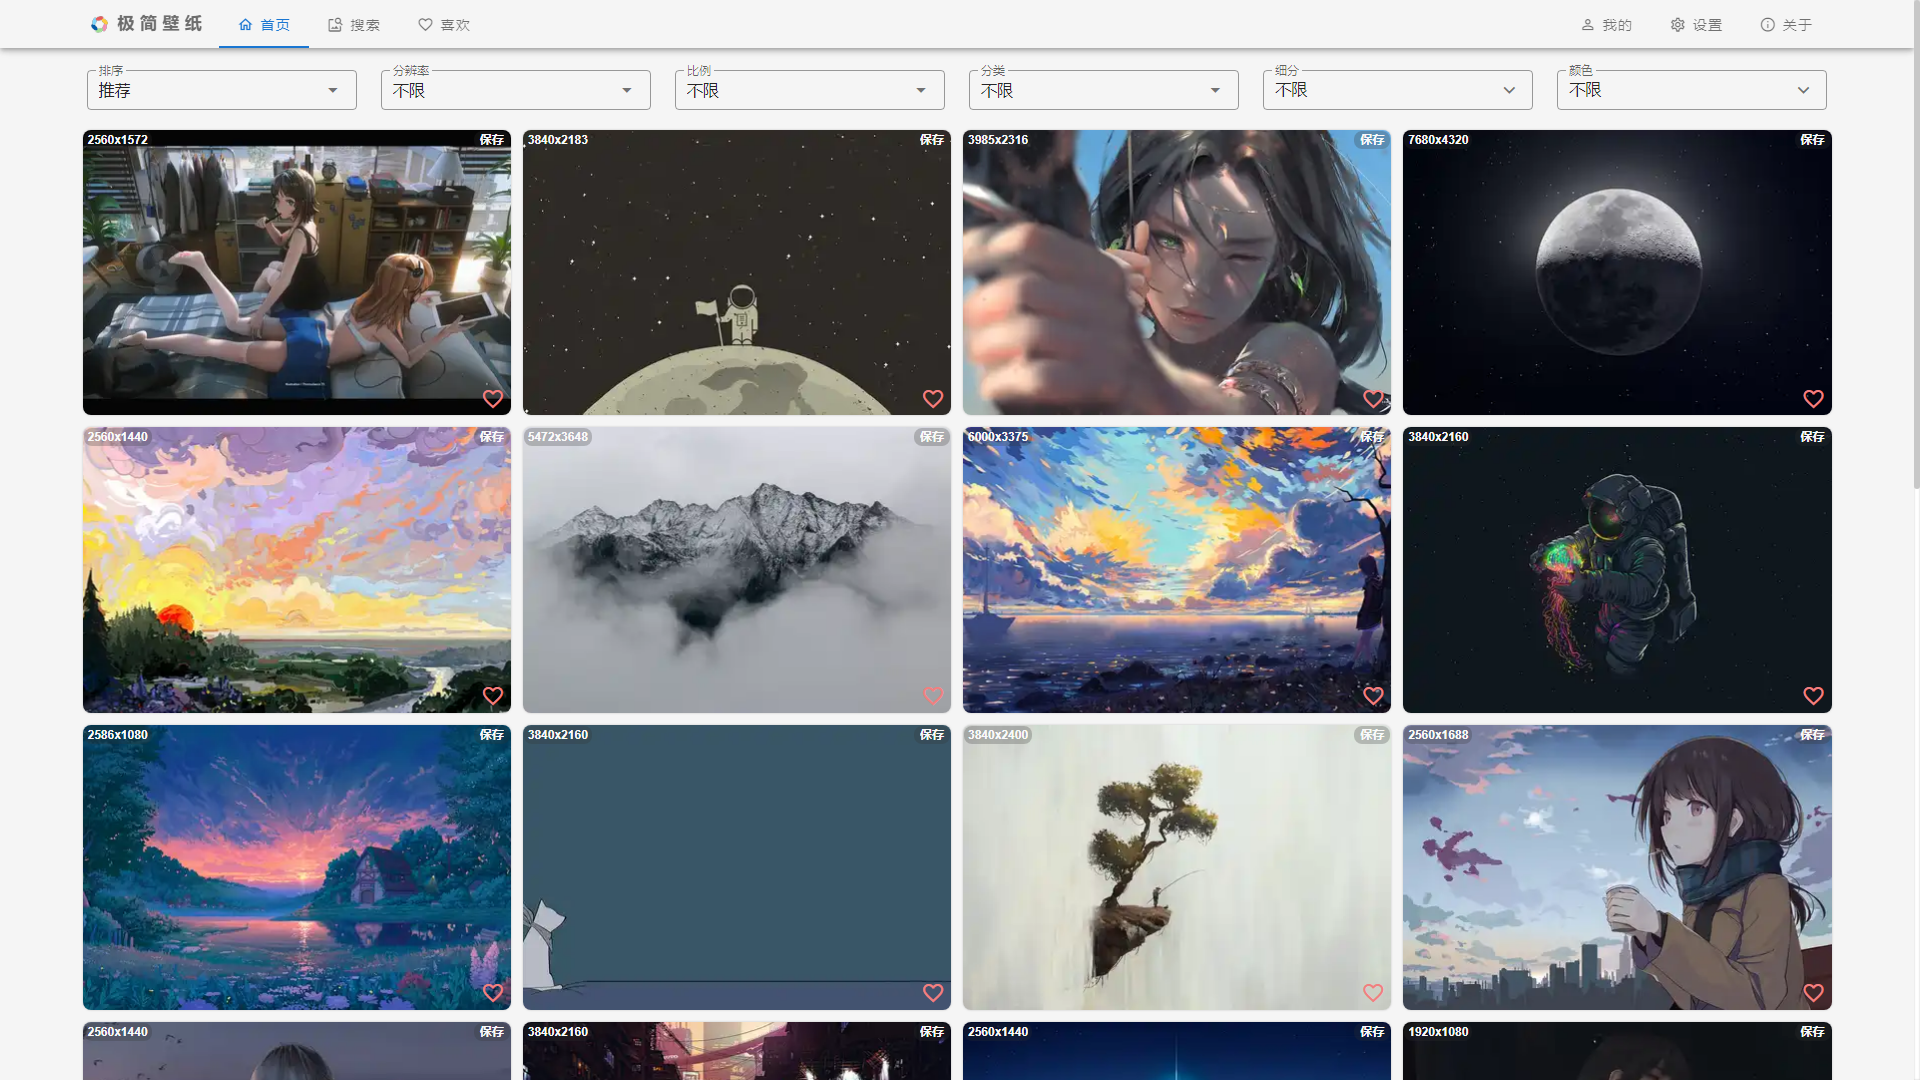 极简壁纸
首页
搜索
喜欢
我的
设置
关于
排序
推荐
分辨率
不限
比例
不限
分类
不限
细分
不限
颜色
不限
2560x1572
保存
3840x2183
保存
3985x2316
保存
7680x4320
保存
2560x1440
保存
5472x3648
保存
6000x3375
保存
3840x2160
保存
2586x1080
保存
3840x2160
保存
3840x2400
保存
2560x1688
保存
2560x1440
保存
3840x2160
保存
2560x1440
保存
1920x1080
保存